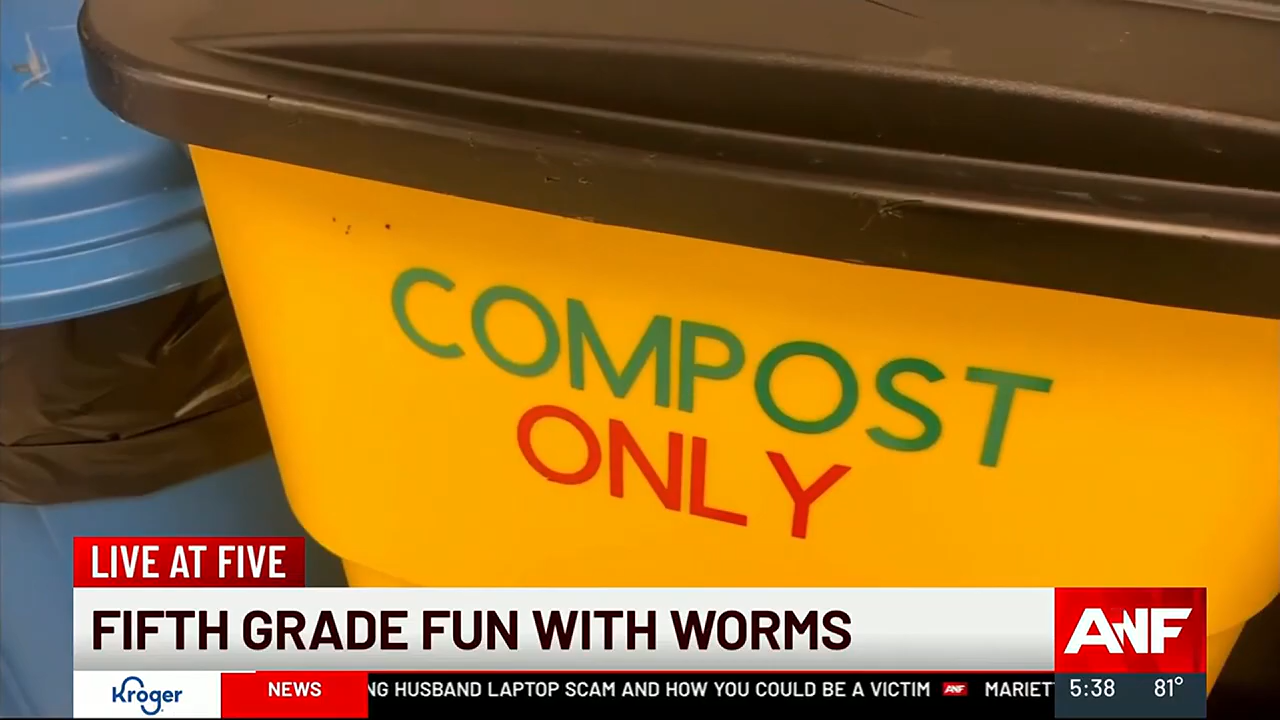 COMPOST
ONLY
LIVE AT FIVE
FIFTH GRADE FUN WITH WORMS
ANF
Kroger
NEWS
NG HUSBAND LAPTOP SCAM AND HOW YOU COULD BE A VICTIM ANF MARIET
5:38 81°